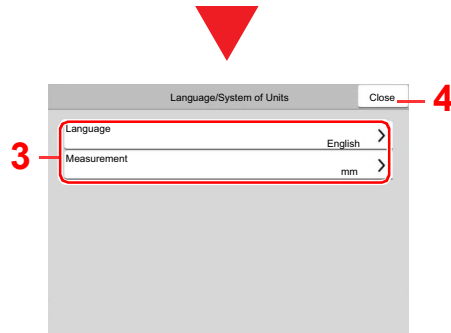 Language/System of Units
Close
4
Language
English
3
Measurement
mm